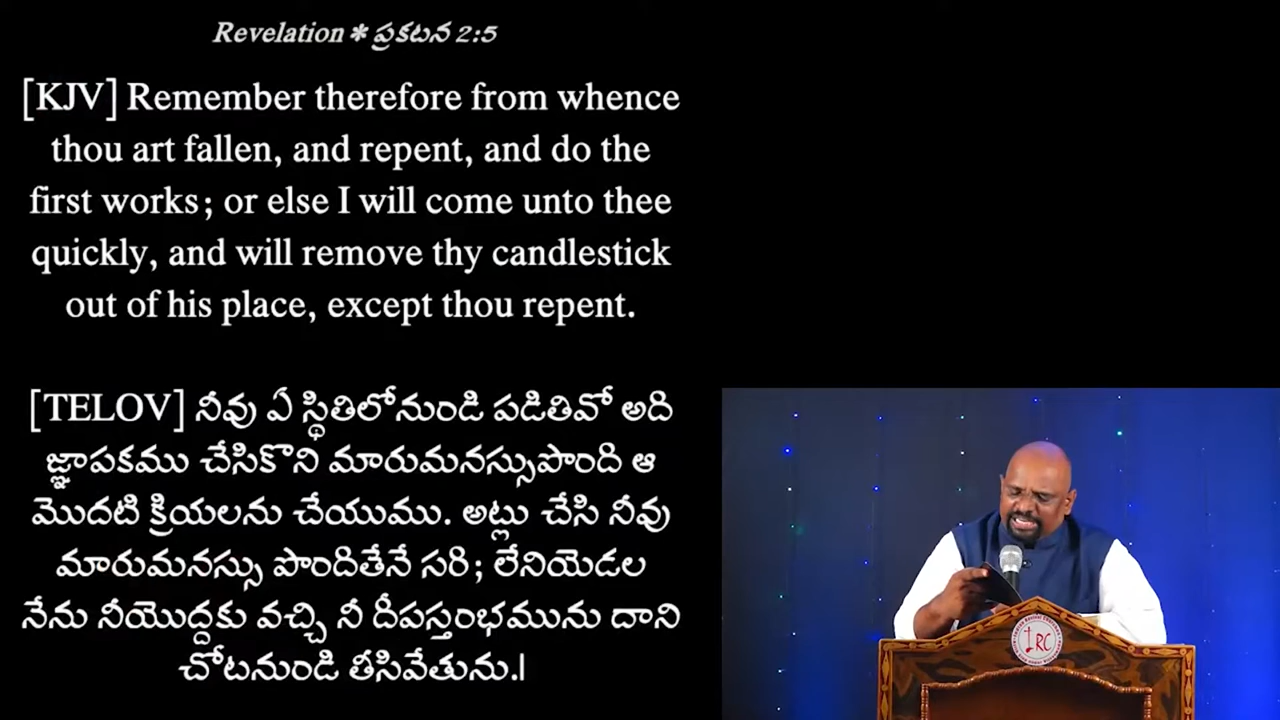 Revelation * ప్రకటన 2:5
[KJV] Remember therefore from whence
thou art fallen, and repent, and do the
first works; or else I will come unto thee
quickly, and will remove thy candlestick
out of his place, except thou repent.
[TELOV] నీవు ఏ స్థితిలోనుండి పడితివో అది
జ్ఞాపకము చేసికొని మారుమనస్సుపొంది ఆ
మొదటి క్రియలను చేయుము. అట్లు చేసి నీవు
మారుమనస్సు పొందితేనే సరి; లేనియెడల
నేను నీయొద్దకు వచ్చి నీ దీపస్తంభమును దాని
చోటనుండి తీసివేతును.|
RC